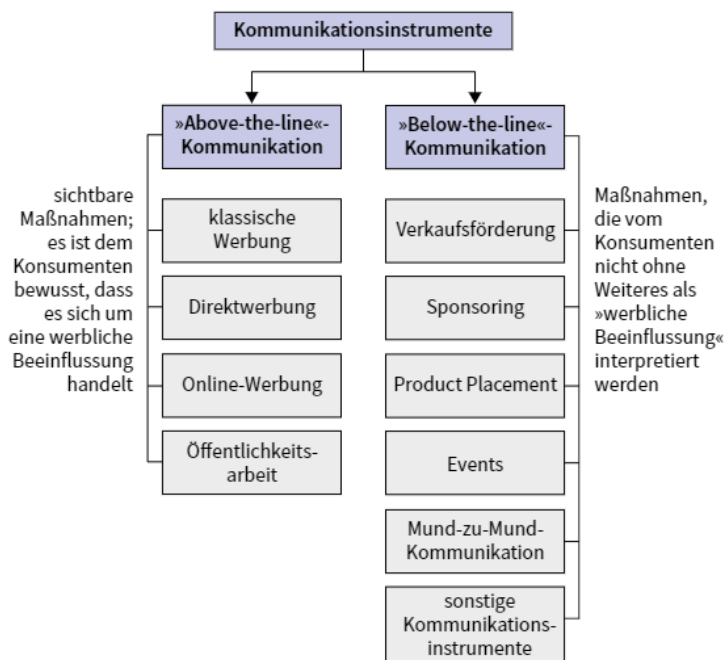 Kommunikationsinstrumente
»Above-the-line«-
Kommunikation
»Below-the-line«-
Kommunikation
sichtbare
Maßnahmen;
es ist dem
Konsumenten
bewusst, dass
es sich um
eine werbliche
Beeinflussung
handelt
klassische
Werbung
Direktwerbung
Online-Werbung
Öffentlichkeits-
arbeit
Verkaufsförderung
Sponsoring
Product Placement
Events
Mund-zu-Mund-
Kommunikation
sonstige
Kommunikations-
instrumente
Maßnahmen,
die vom
Konsumenten
nicht ohne
Weiteres als
»werbliche
Beeinflussung«
interpretiert
werden